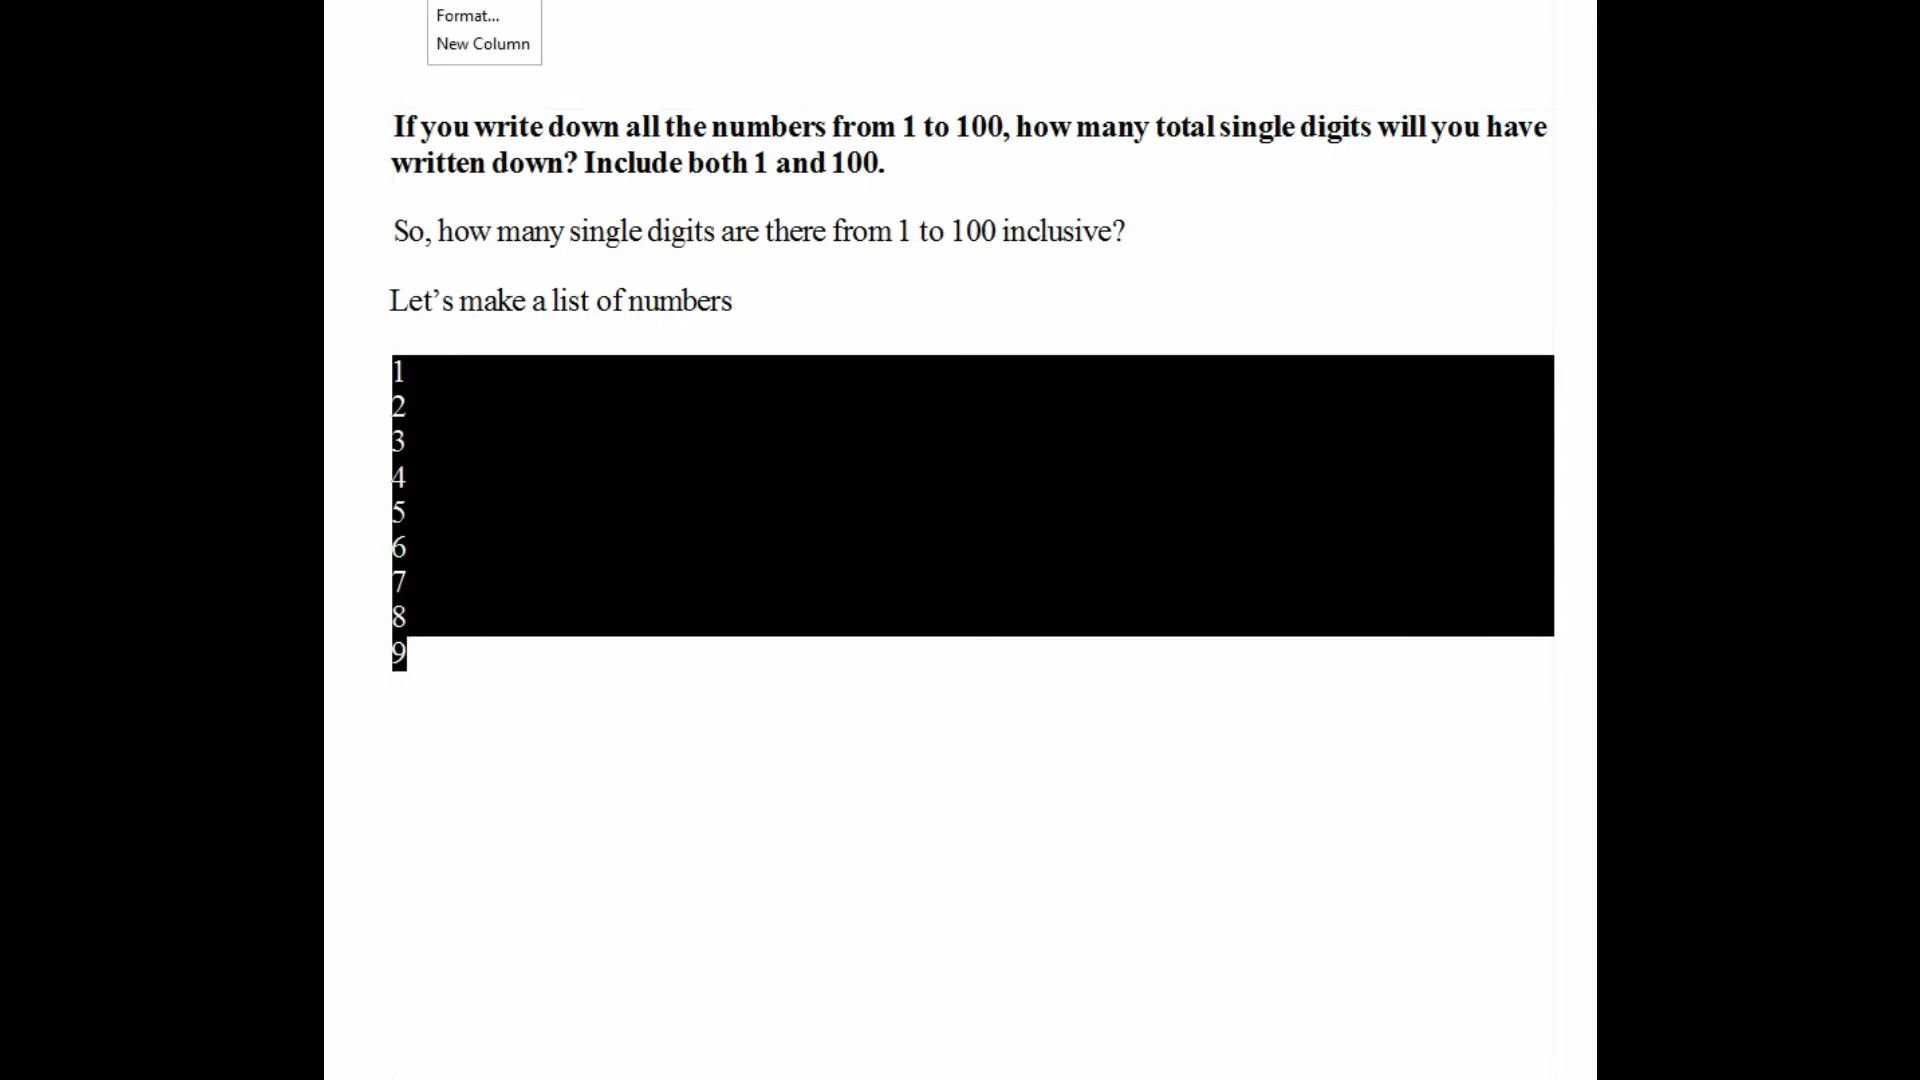 Format...
New Column
If you write down all the numbers from 1 to 100, how many total single digits will you have
written down? Include both 1 and 100.
So, how many single digits are there from 1 to 100 inclusive?
Let’s make a list of numbers
1
2
3
4
5
6
7
8
9